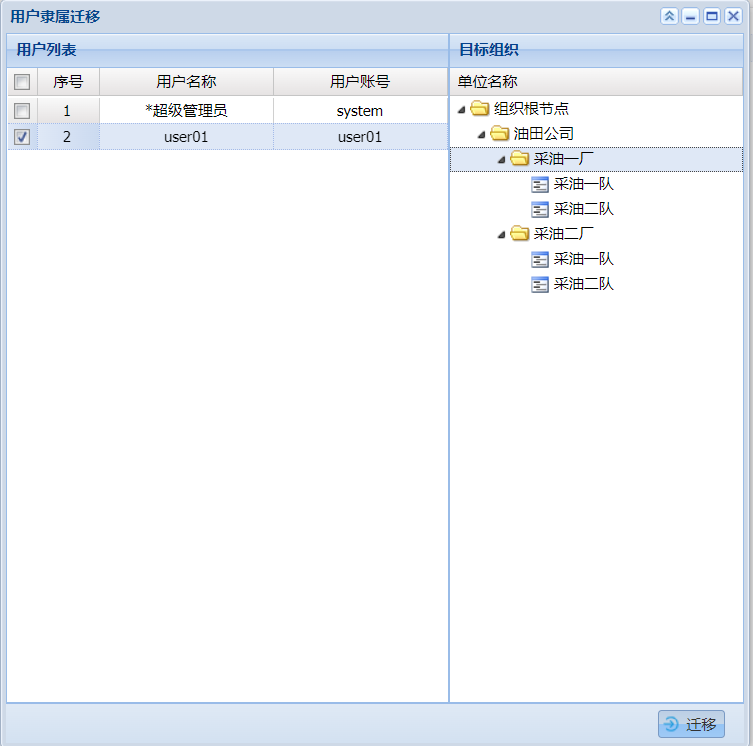 用户隶属迁移
用户列表
序号 用户名称 用户账号
1 *超级管理员 system
2 user01 user01
目标组织
单位名称
组织根节点
油田公司
采油一厂
采油一队
采油二队
采油二厂
采油一队
采油二队
迁移